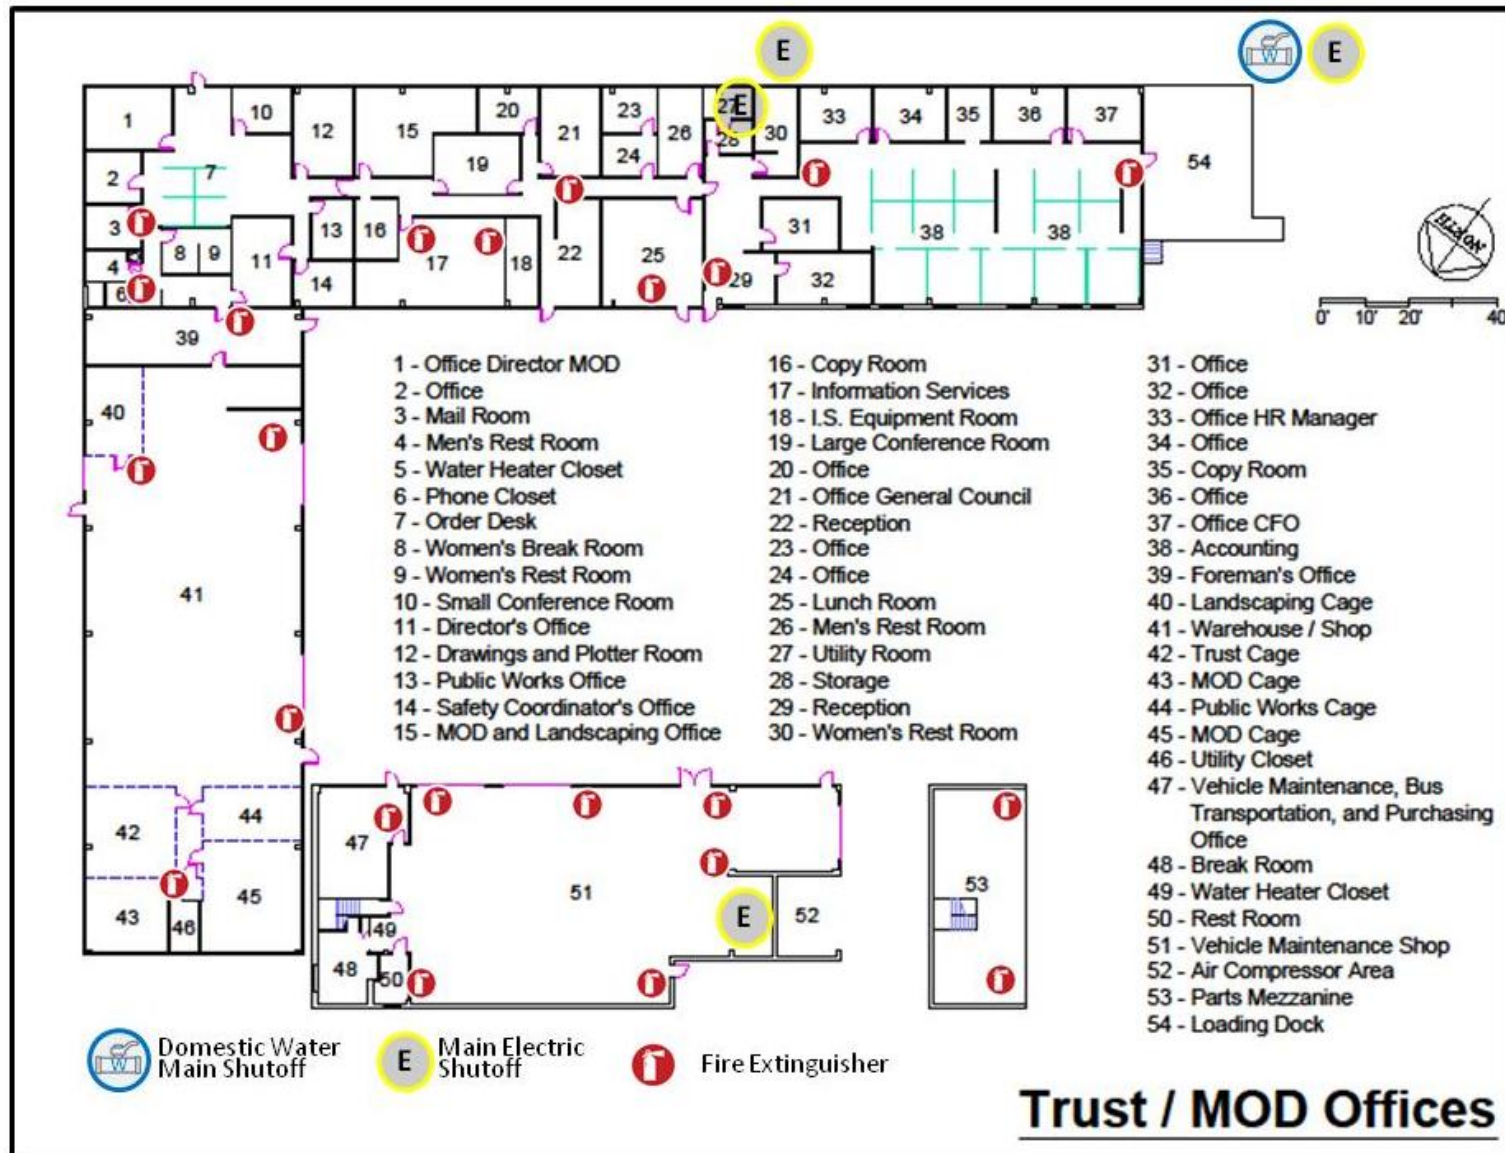 E
W
E
E
1
10
12
15
20
21
23
26
27
30
33
34
35
36
37
54
2
7
19
24
28
3
13
16
17
18
22
25
31
38
38
4
8
9
11
14
29
32
6
39
NORTH
0' 10' 20' 40
40
41
42
44
43
46
45
1 - Office Director MOD
2 - Office
3 - Mail Room
4 - Men's Rest Room
5 - Water Heater Closet
6 - Phone Closet
7 - Order Desk
8 - Women's Break Room
9 - Women's Rest Room
10 - Small Conference Room
11 - Director's Office
12 - Drawings and Plotter Room
13 - Public Works Office
14 - Safety Coordinator's Office
15 - MOD and Landscaping Office
16 - Copy Room
17 - Information Services
18 - I.S. Equipment Room
19 - Large Conference Room
20 - Office
21 - Office General Council
22 - Reception
23 - Office
24 - Office
25 - Lunch Room
26 - Men's Rest Room
27 - Utility Room
28 - Storage
29 - Reception
30 - Women's Rest Room
31 - Office
32 - Office
33 - Office HR Manager
34 - Office
35 - Copy Room
36 - Office
37 - Office CFO
38 - Accounting
39 - Foreman's Office
40 - Landscaping Cage
41 - Warehouse / Shop
42 - Trust Cage
43 - MOD Cage
44 - Public Works Cage
45 - MOD Cage
46 - Utility Closet
47 - Vehicle Maintenance, Bus
Transportation, and Purchasing
Office
48 - Break Room
49 - Water Heater Closet
50 - Rest Room
51 - Vehicle Maintenance Shop
52 - Air Compressor Area
53 - Parts Mezzanine
54 - Loading Dock
47
51
53
E
52
49
48
50
W
Domestic Water
Main Shutoff
E
Main Electric
Shutoff
Fire Extinguisher
Trust / MOD Offices